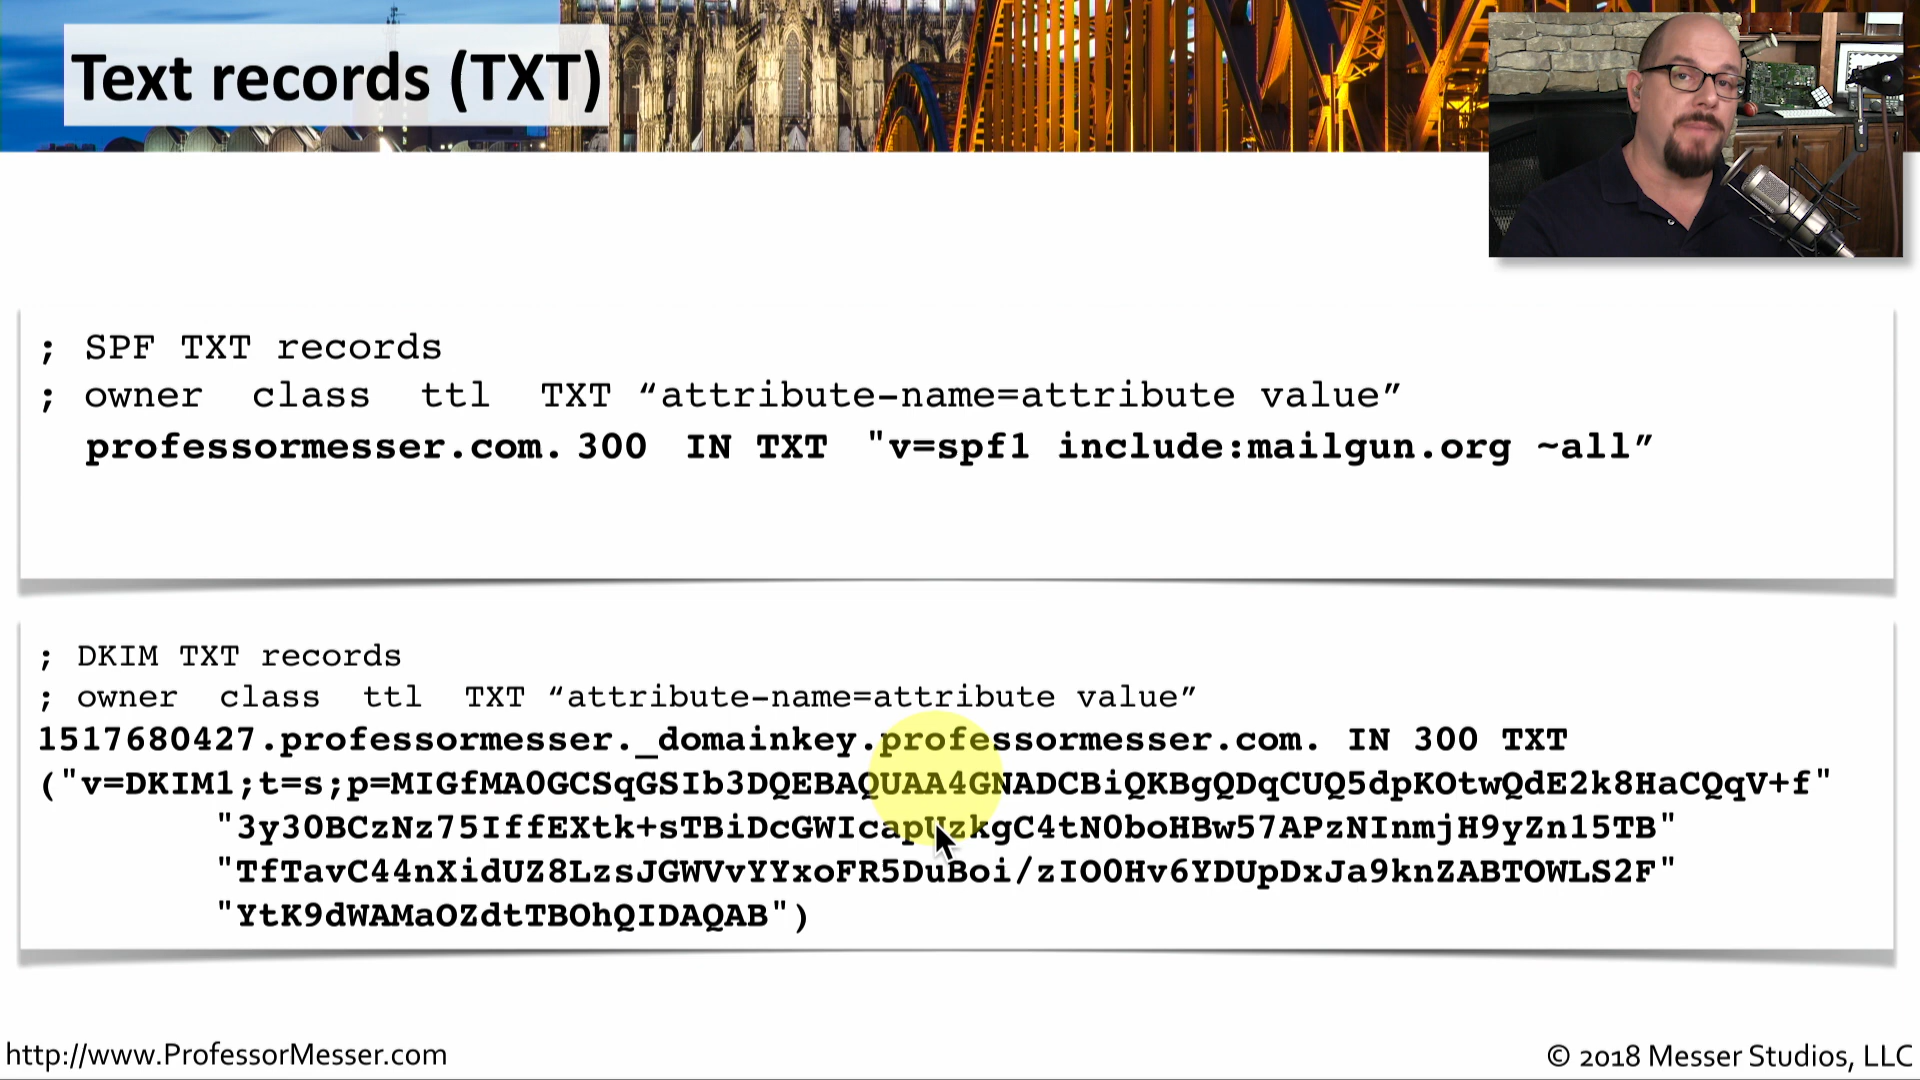 Text records (TXT)
; SPF TXT records
; owner class ttl TXT “attribute-name=attribute value”
professormesser.com. 300 IN TXT "v=spf1 include:mailgun.org ~all”
; DKIM TXT records
; owner class ttl TXT “attribute-name=attribute value”
1517680427.professormesser._domainkey.professormesser.com. IN 300 TXT
("v=DKIM1;t=s;p=MIGfMA0GCSqGSIb3DQEBAQUAA4GNADCBiQKBgQDqCUQ5dpKOtwQdE2k8HaCQqV+f"
"3y30BCzNz75IffEXtk+sTBiDcGWIcapUzkgC4tN0boHBw57APzNInmjH9yZn15TB"
"TfTavC44nXidUZ8LzsJGWVvYYxoFR5DuBoi/zIO0Hv6YDUpDxJa9knZABTOWLS2F"
"YtK9dWAMaOZdtTBOhQIDAQAB")
http://www.ProfessorMesser.com
© 2018 Messer Studios, LLC